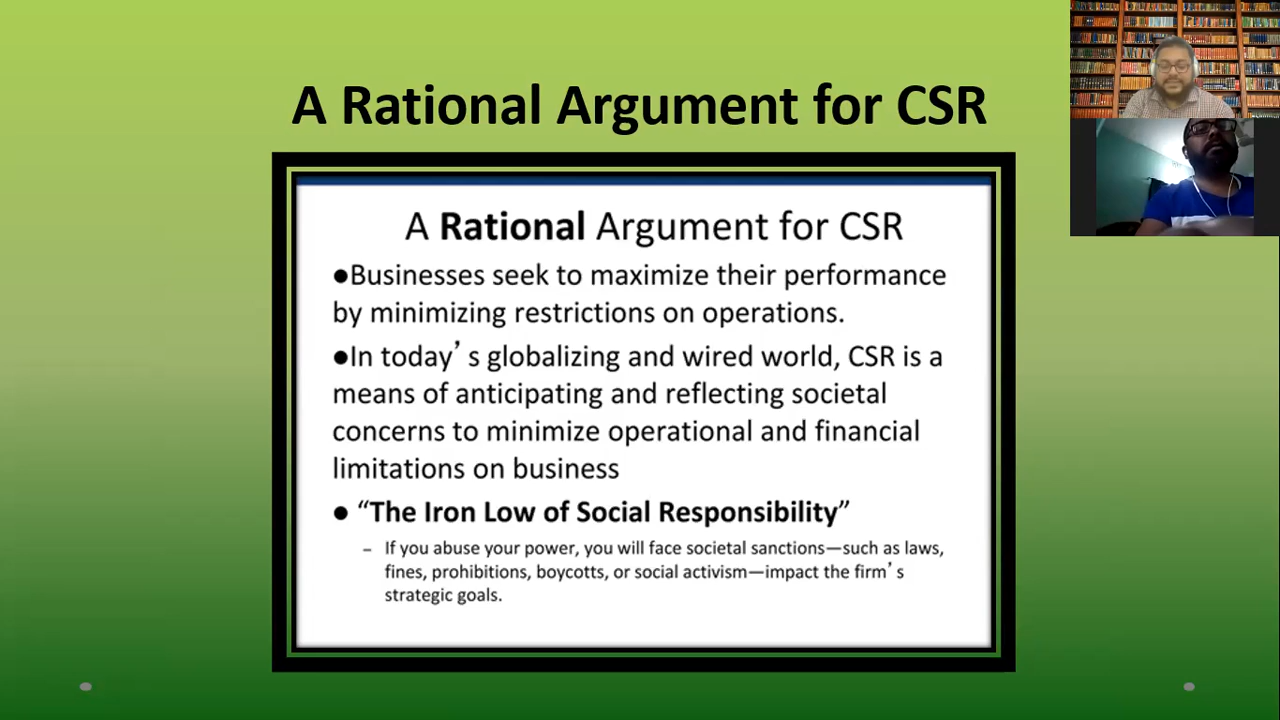 A Rational Argument for CSR
A Rational Argument for CSR
●Businesses seek to maximize their performance
by minimizing restrictions on operations.
●In today’s globalizing and wired world, CSR is a
means of anticipating and reflecting societal
concerns to minimize operational and financial
limitations on business
● “The Iron Low of Social Responsibility”
– If you abuse your power, you will face societal sanctions—such as laws,
fines, prohibitions, boycotts, or social activism—impact the firm’s
strategic goals.